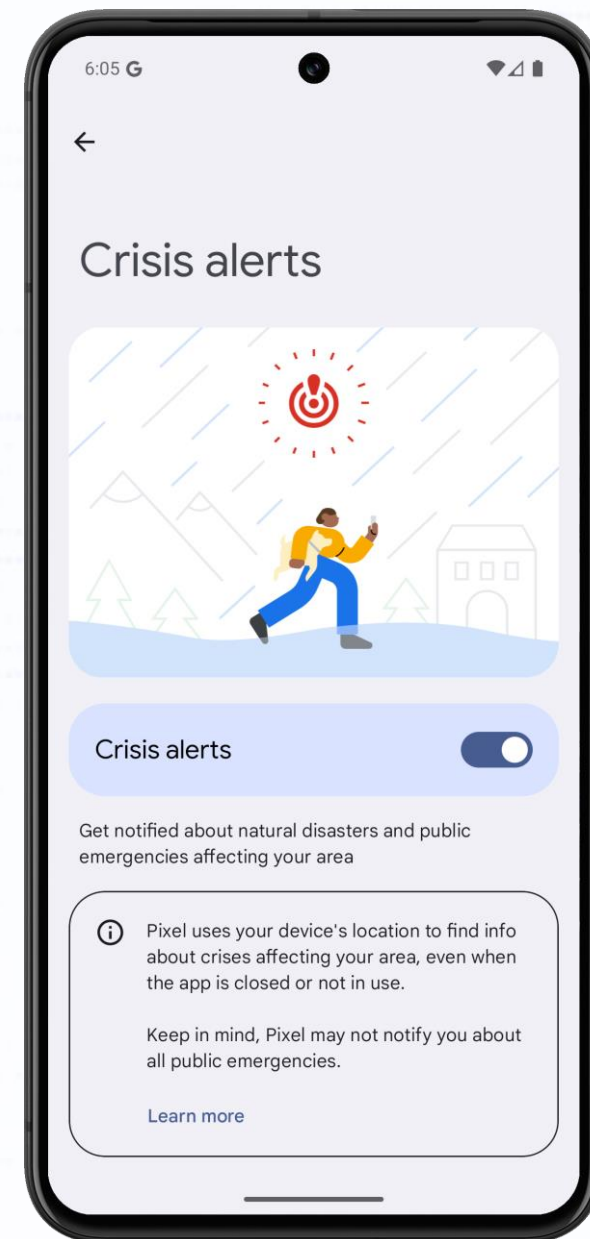 6:05 G
Crisis alerts
Crisis alerts
Get notified about natural disasters and public
emergencies affecting your area
Pixel uses your device's location to find info
about crises affecting your area, even when
the app is closed or not in use.
Keep in mind, Pixel may not notify you about
all public emergencies.
Learn more